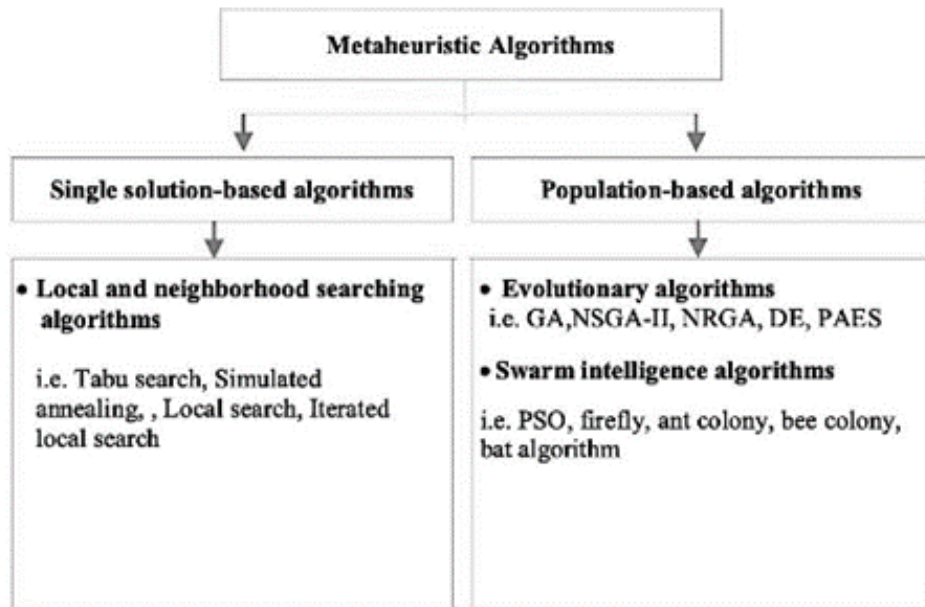 Metaheuristic Algorithms
Single solution-based algorithms
Population-based algorithms
• Local and neighborhood searching
algorithms
i.e. Tabu search, Simulated
annealing, , Local search, Iterated
local search
• Evolutionary algorithms
i.e. GA,NSGA-II, NRGA, DE, PAES
• Swarm intelligence algorithms
i.e. PSO, firefly, ant colony, bee colony,
bat algorithm